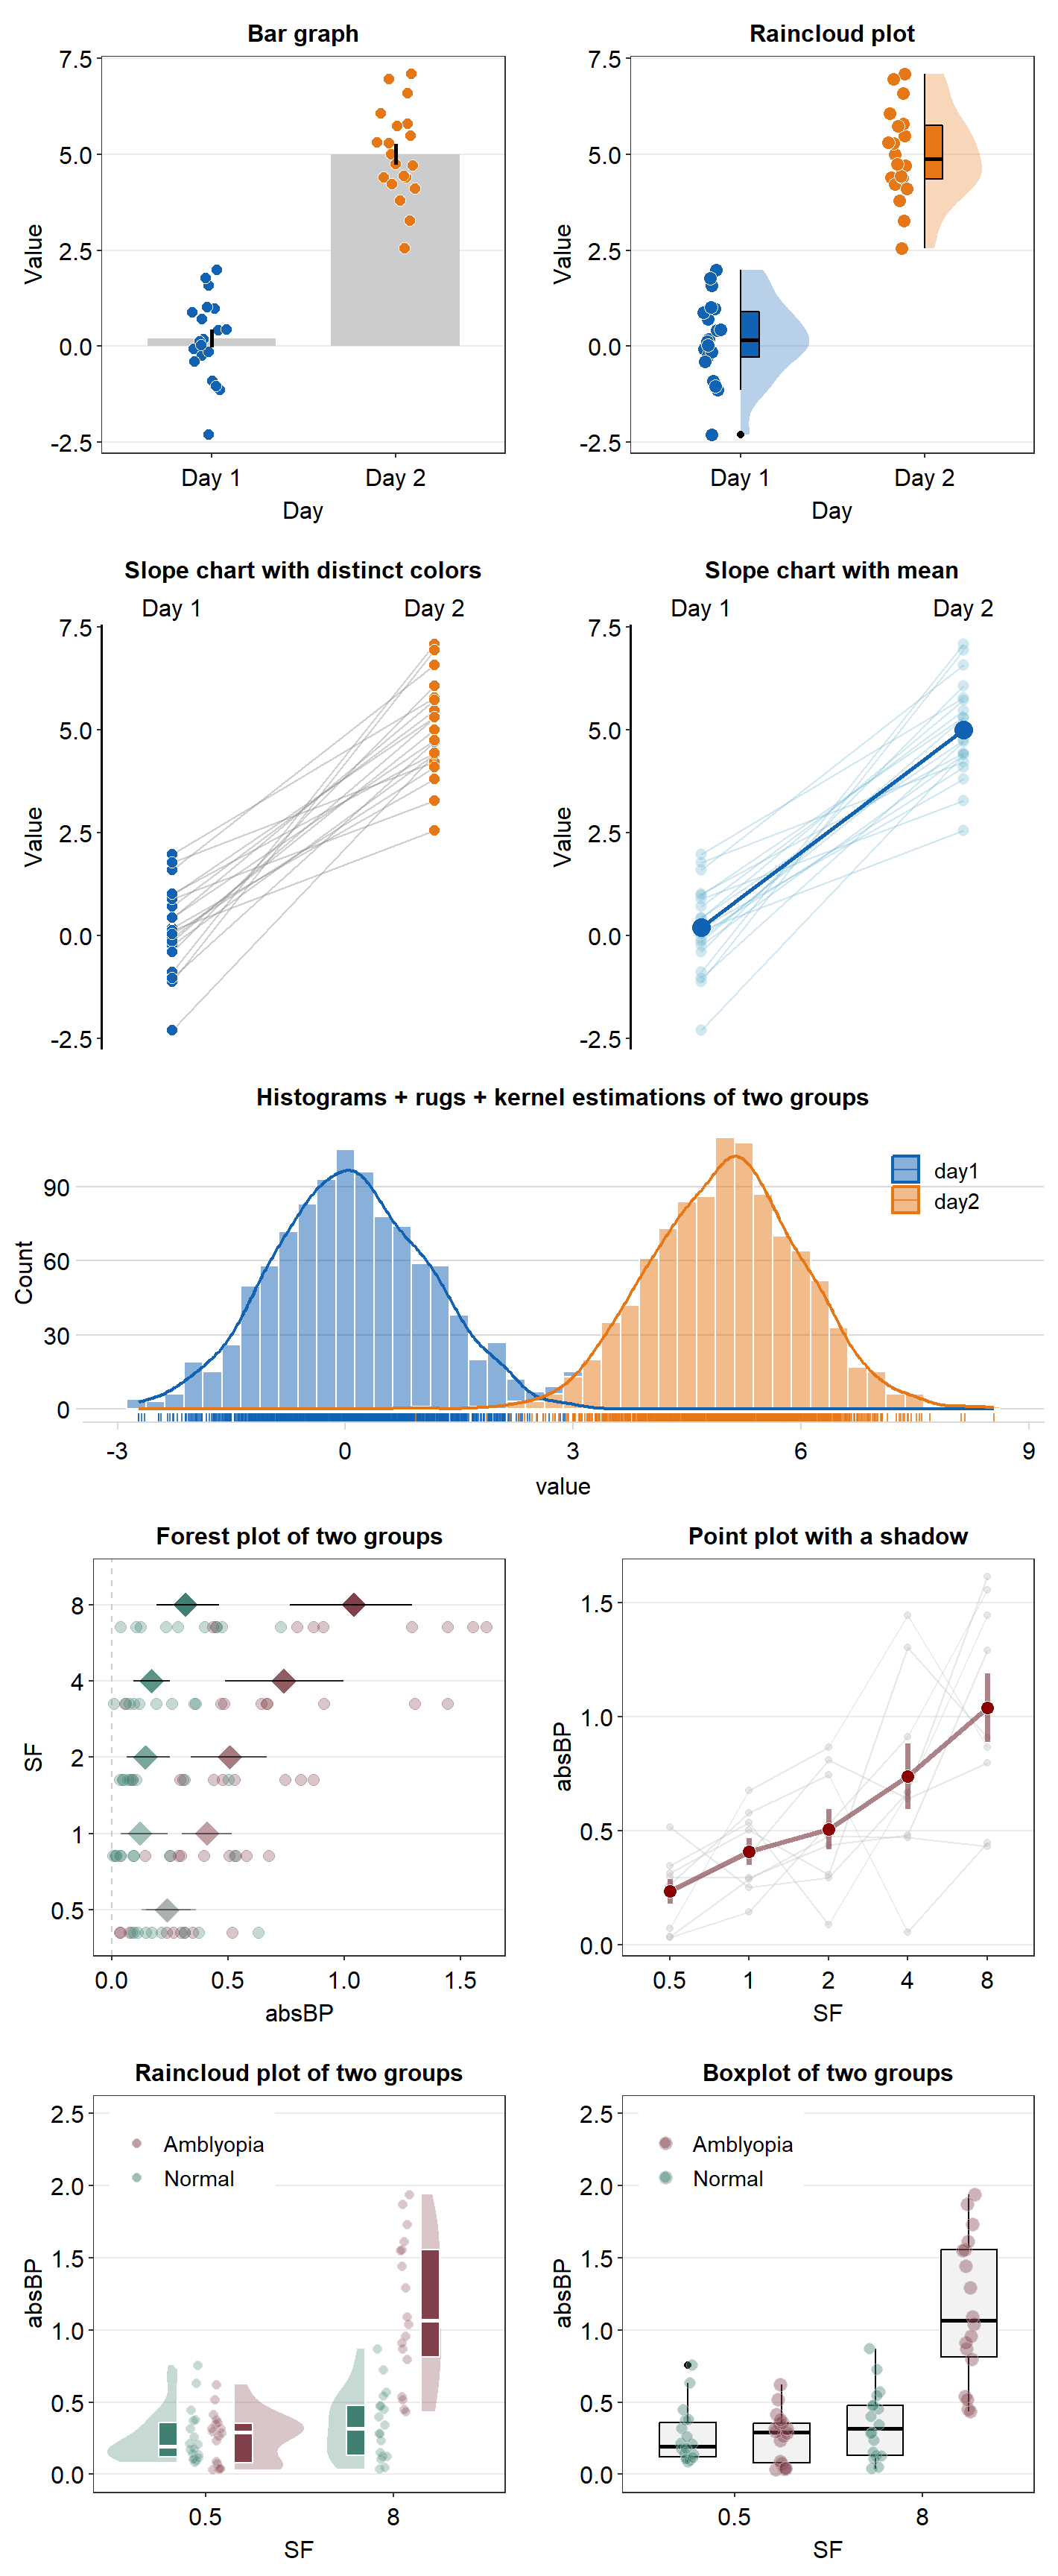 Bar graph
7.5
5.0
2.5
0.0
-2.5
Value
Day 1 Day 2
Day
Raincloud plot
7.5
5.0
2.5
0.0
-2.5
Value
Day 1 Day 2
Day
Slope chart with distinct colors
Day 1 Day 2
7.5
5.0
2.5
0.0
-2.5
Value
Slope chart with mean
Day 1 Day 2
7.5
5.0
2.5
0.0
-2.5
Value
Histograms + rugs + kernel estimations of two groups
90
60
30
0
Count
day1
day2
-3 0 3 6 9
value
Forest plot of two groups
8
4
2
1
0.5
SF
0.0 0.5 1.0 1.5
absBP
Point plot with a shadow
1.5
1.0
0.5
0.0
absBP
0.5 1 2 4 8
SF
Raincloud plot of two groups
2.5
2.0
1.5
1.0
0.5
0.0
absBP
Amblyopia
Normal
0.5 8
SF
Boxplot of two groups
2.5
2.0
1.5
1.0
0.5
0.0
absBP
Amblyopia
Normal
0.5 8
SF